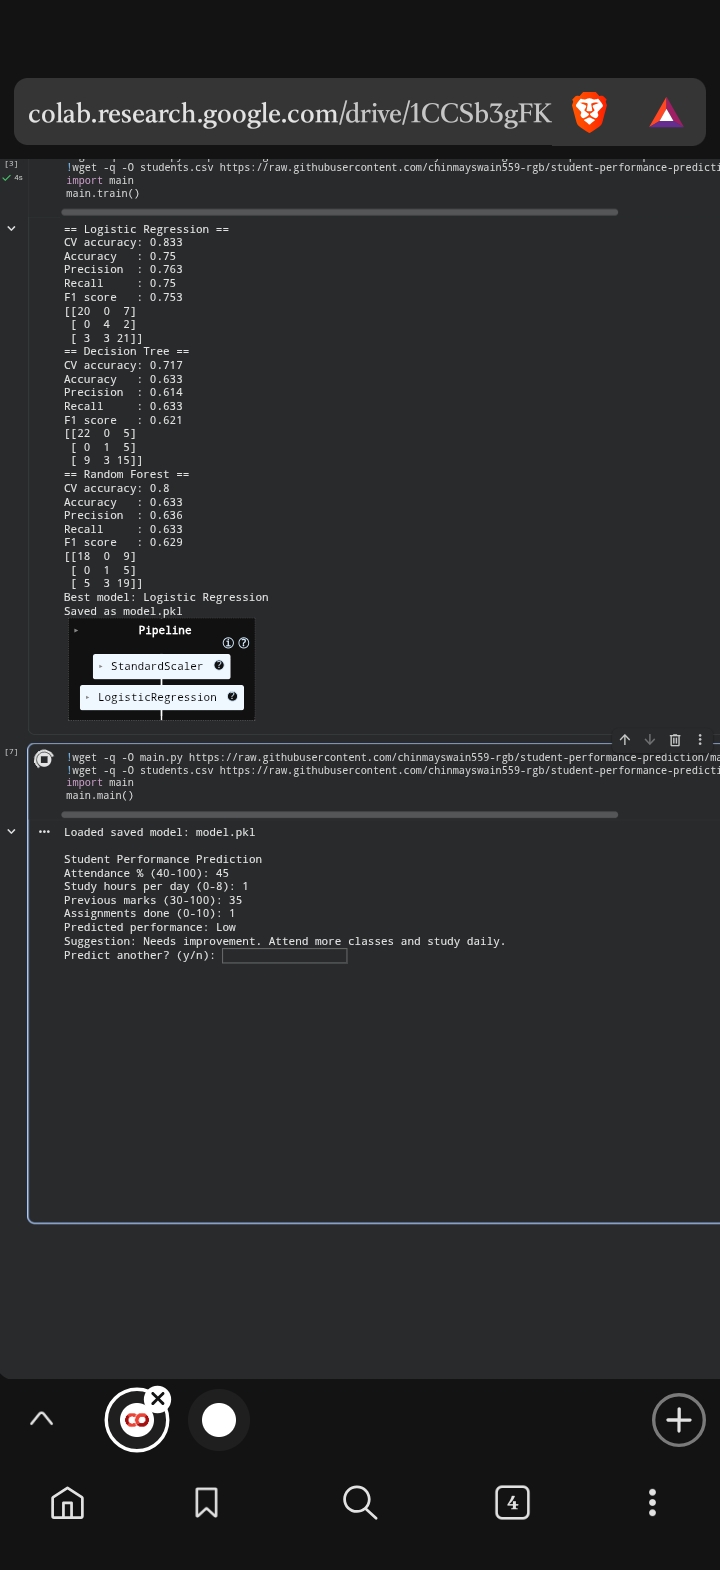 colab.research.google.com/drive/1CCSb3gFK
[3]
4s
!wget -q -O students.csv https://raw.githubusercontent.com/chinmayswain559-rgb/student-performance-predicti
import main
main.train()
== Logistic Regression ==
CV accuracy: 0.833
Accuracy   : 0.75
Precision  : 0.763
Recall     : 0.75
F1 score   : 0.753
[[20  0  7]
 [ 0  4  2]
 [ 3  3 21]]
== Decision Tree ==
CV accuracy: 0.717
Accuracy   : 0.633
Precision  : 0.614
Recall     : 0.633
F1 score   : 0.621
[[22  0  5]
 [ 0  1  5]
 [ 9  3 15]]
== Random Forest ==
CV accuracy: 0.8
Accuracy   : 0.633
Precision  : 0.636
Recall     : 0.633
F1 score   : 0.629
[[18  0  9]
 [ 0  1  5]
 [ 5  3 19]]
Best model: Logistic Regression
Saved as model.pkl
Pipeline
StandardScaler
LogisticRegression
[7]
!wget -q -O main.py https://raw.githubusercontent.com/chinmayswain559-rgb/student-performance-prediction/ma
!wget -q -O students.csv https://raw.githubusercontent.com/chinmayswain559-rgb/student-performance-predicti
import main
main.main()
Loaded saved model: model.pkl
Student Performance Prediction
Attendance % (40-100): 45
Study hours per day (0-8): 1
Previous marks (30-100): 35
Assignments done (0-10): 1
Predicted performance: Low
Suggestion: Needs improvement. Attend more classes and study daily.
Predict another? (y/n):
4